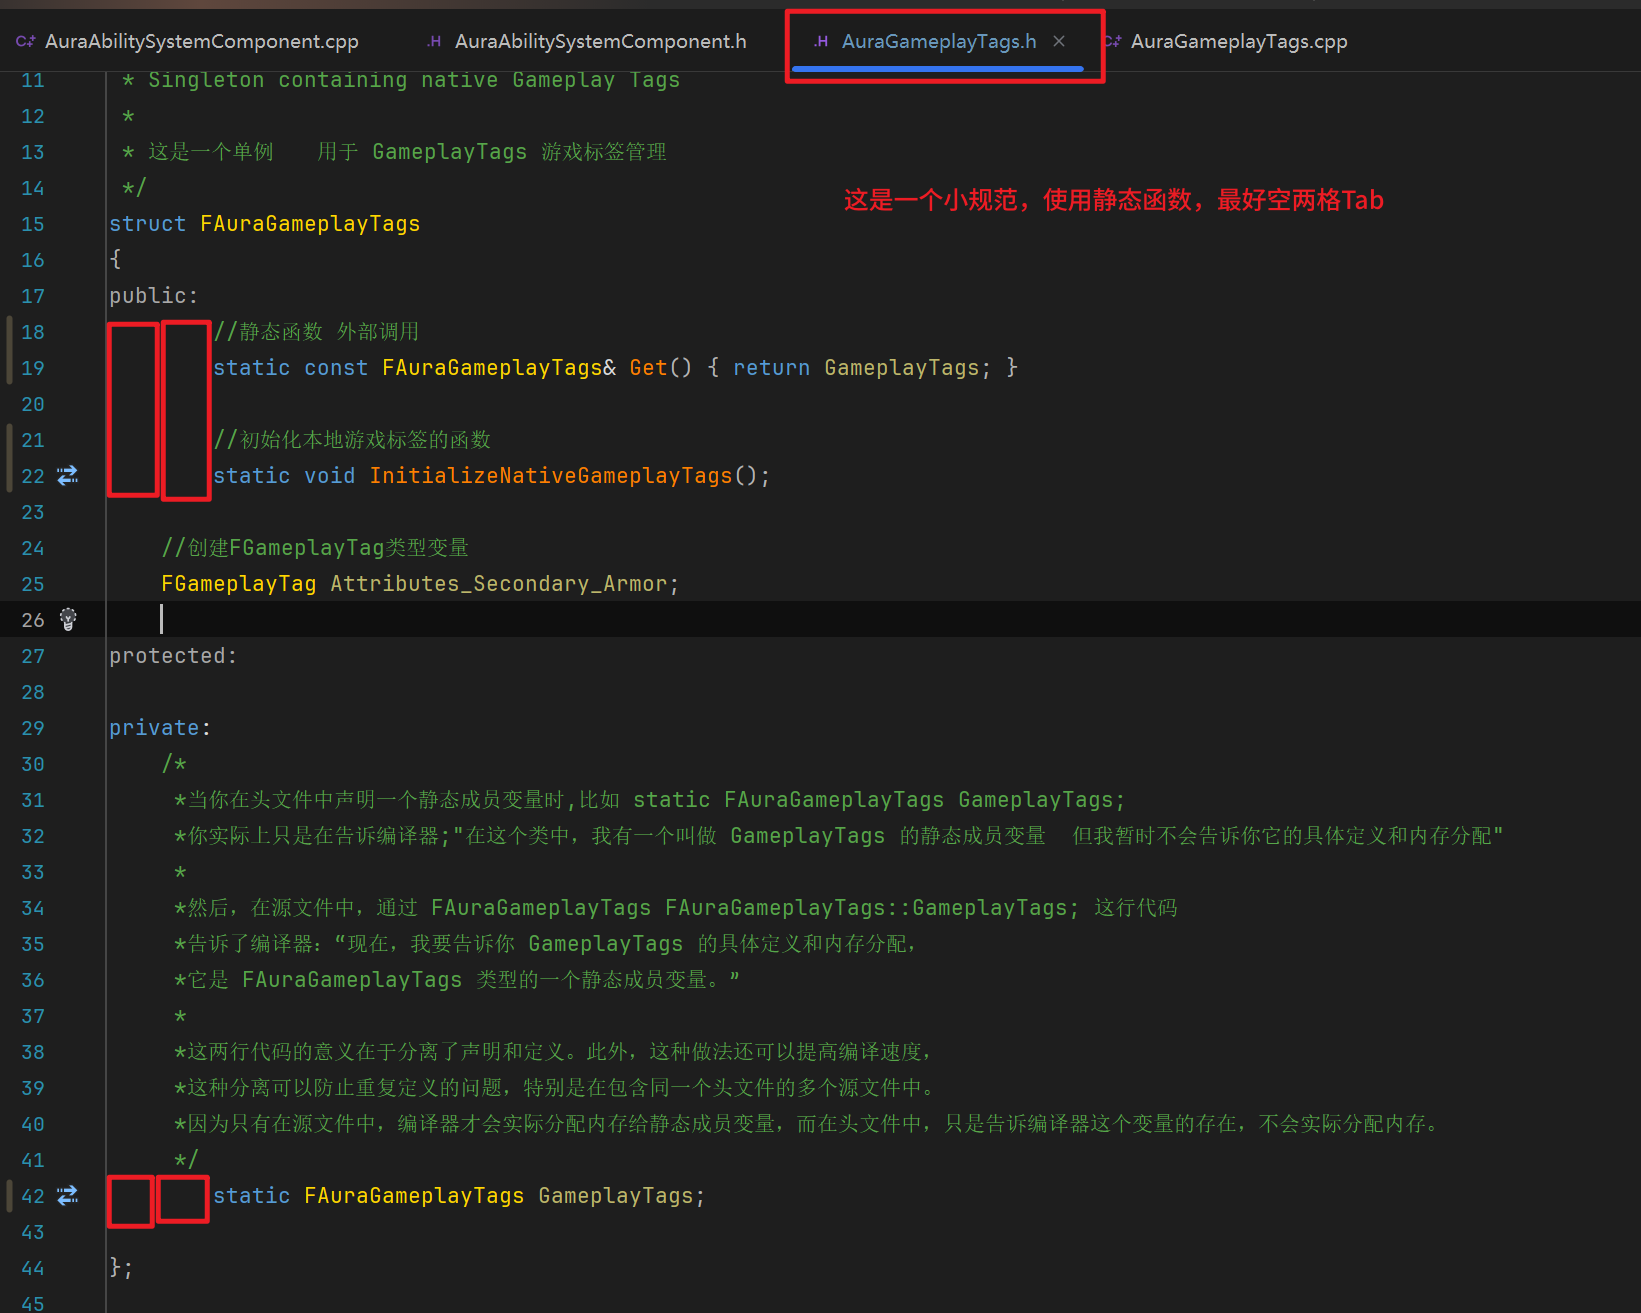 AuraAbilitySystemComponent.cpp AuraAbilitySystemComponent.h AuraGameplayTags.h AuraGameplayTags.cpp
11 * Singleton containing native Gameplay Tags
12 *
13 * 这是一个单例 用于 GameplayTags 游戏标签管理
14 */
这是一个小规范，使用静态函数，最好空两格Tab
15 struct FAuraGameplayTags
16 {
17 public:
18 //静态函数 外部调用
19 static const FAuraGameplayTags& Get() { return GameplayTags; }
20
21 //初始化本地游戏标签的函数
22 static void InitializeNativeGameplayTags();
23
24 //创建FGameplayTag类型变量
25 FGameplayTag Attributes_Secondary_Armor;
26
27 protected:
28
29 private:
30 /*
31 *当你在头文件中声明一个静态成员变量时,比如 static FAuraGameplayTags GameplayTags;
32 *你实际上只是在告诉编译器;"在这个类中，我有一个叫做 GameplayTags 的静态成员变量 但我暂时不会告诉你它的具体定义和内存分配"
33 *
34 *然后，在源文件中，通过 FAuraGameplayTags FAuraGameplayTags::GameplayTags; 这行代码
35 *告诉了编译器：“现在，我要告诉你 GameplayTags 的具体定义和内存分配，
36 *它是 FAuraGameplayTags 类型的一个静态成员变量。”
37 *
38 *这两行代码的意义在于分离了声明和定义。此外，这种做法还可以提高编译速度，
39 *这种分离可以防止重复定义的问题，特别是在包含同一个头文件的多个源文件中。
40 *因为只有在源文件中，编译器才会实际分配内存给静态成员变量，而在头文件中，只是告诉编译器这个变量的存在，不会实际分配内存。
41 */
42 static FAuraGameplayTags GameplayTags;
43
44 };
45